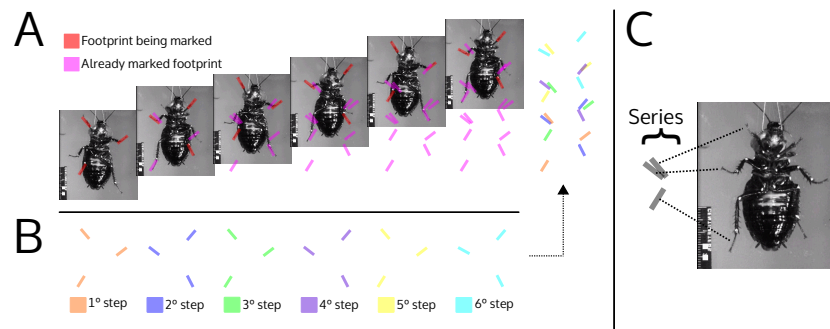 A
Footprint being marked
Already marked footprint
B
1º step
2º step
3º step
4º step
5º step
6º step
C
Series